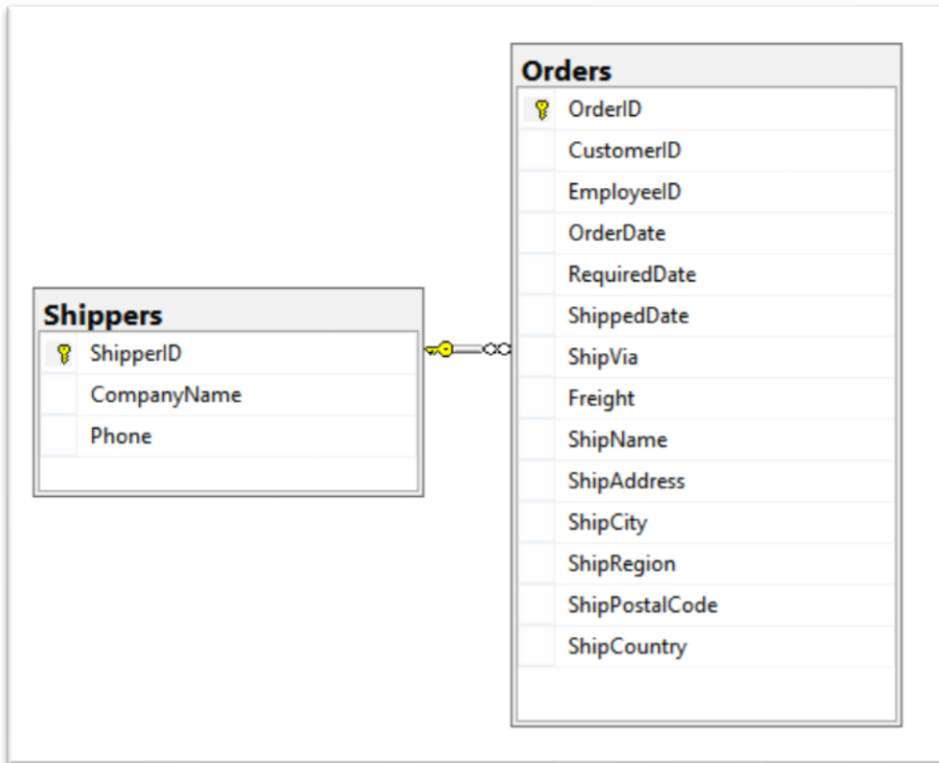 Shippers
ShipperID
CompanyName
Phone
Orders
OrderID
CustomerID
EmployeeID
OrderDate
RequiredDate
ShippedDate
ShipVia
Freight
ShipName
ShipAddress
ShipCity
ShipRegion
ShipPostalCode
ShipCountry